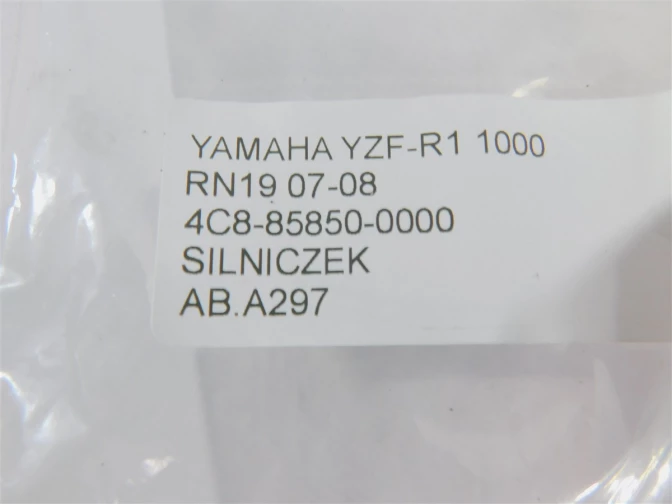 YAMAHA YZF-R1 1000
RN19 07-08
4C8-85850-0000
SILNICZEK
AB.A297